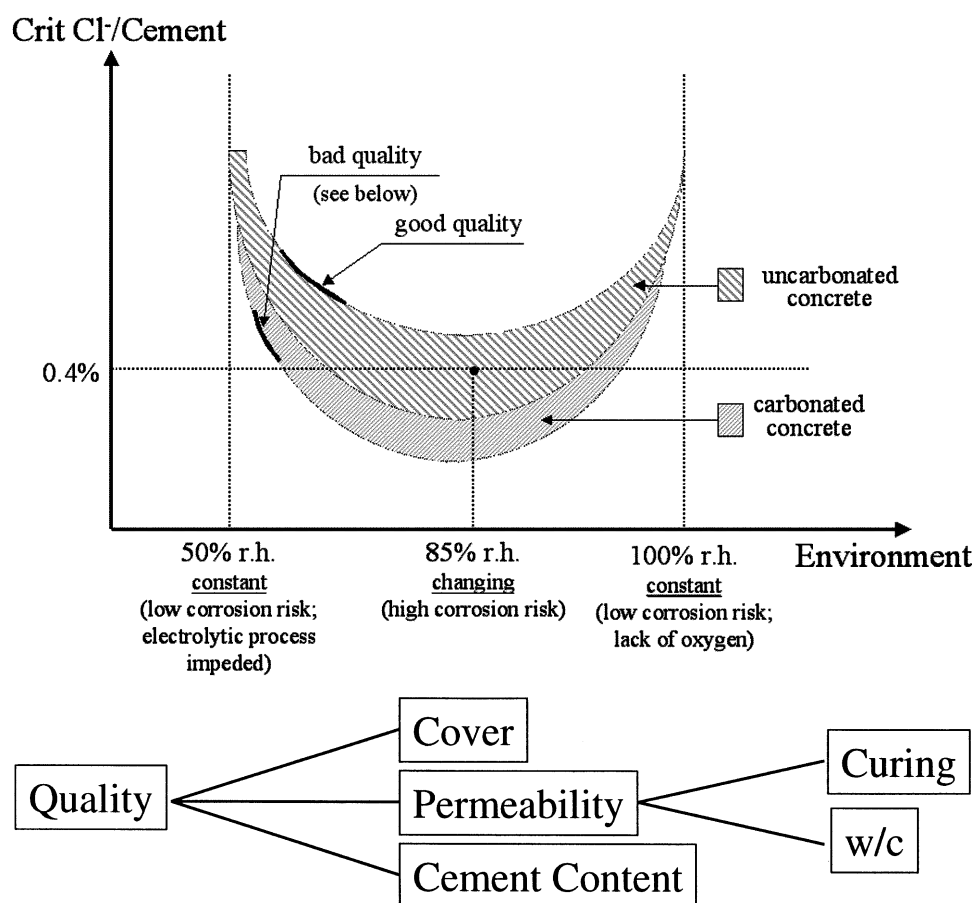 Crit Cl-/Cement
bad quality
(see below)
good quality
uncarbonated
concrete
0.4%
carbonated
concrete
50% r.h.
constant
(low corrosion risk;
electrolytic process
impeded)
85% r.h.
changing
(high corrosion risk)
100% r.h.
constant
(low corrosion risk;
lack of oxygen)
Environment
Cover
Quality
Permeability
Cement Content
Curing
w/c